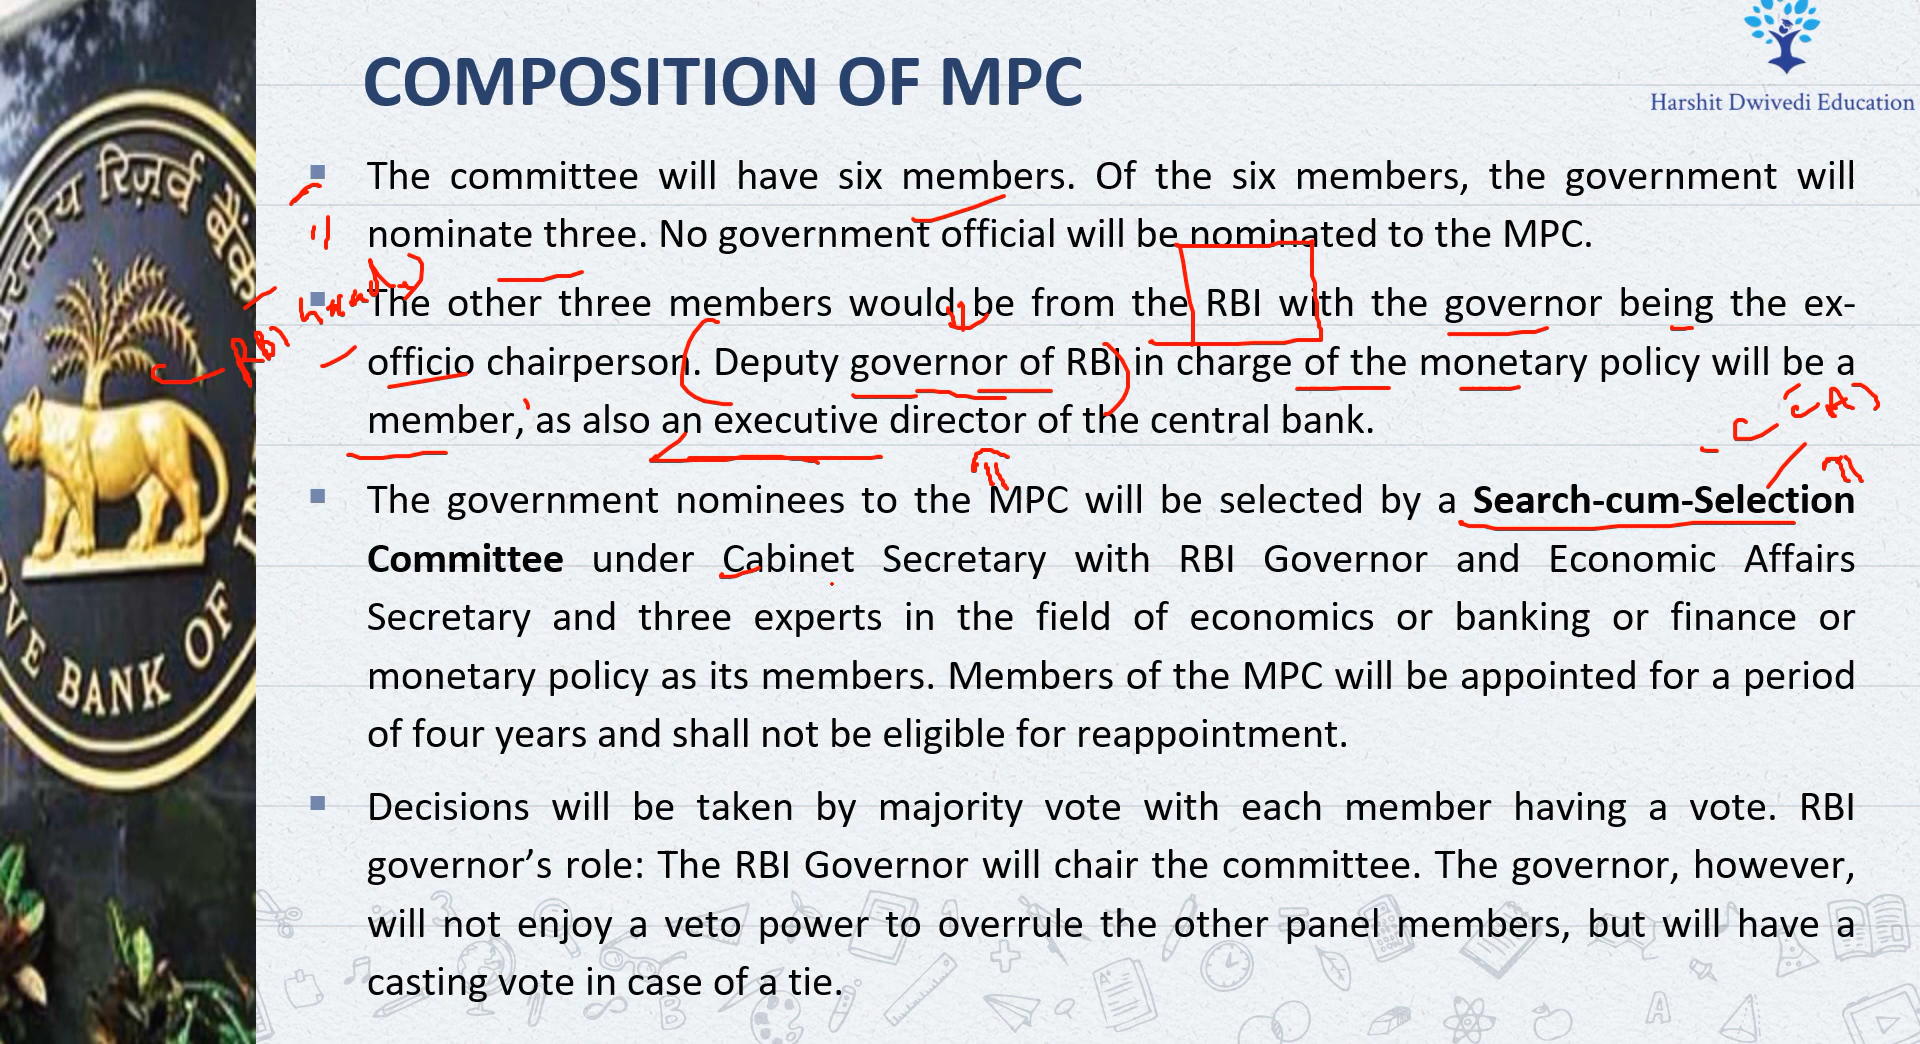 COMPOSITION OF MPC
Harshit Dwivedi Education
The committee will have six members. Of the six members, the government will
nominate three. No government official will be nominated to the MPC.
The other three members would be from the RBI with the governor being the ex-
officio chairperson. Deputy governor of RBI in charge of the monetary policy will be a
member, as also an executive director of the central bank.
The government nominees to the MPC will be selected by a Search-cum-Selection
Committee under Cabinet Secretary with RBI Governor and Economic Affairs
Secretary and three experts in the field of economics or banking or finance or
monetary policy as its members. Members of the MPC will be appointed for a period
of four years and shall not be eligible for reappointment.
Decisions will be taken by majority vote with each member having a vote. RBI
governor’s role: The RBI Governor will chair the committee. The governor, however,
will not enjoy a veto power to overrule the other panel members, but will have a
casting vote in case of a tie.
रिज़र्व बैंक
BANK OF
RBI